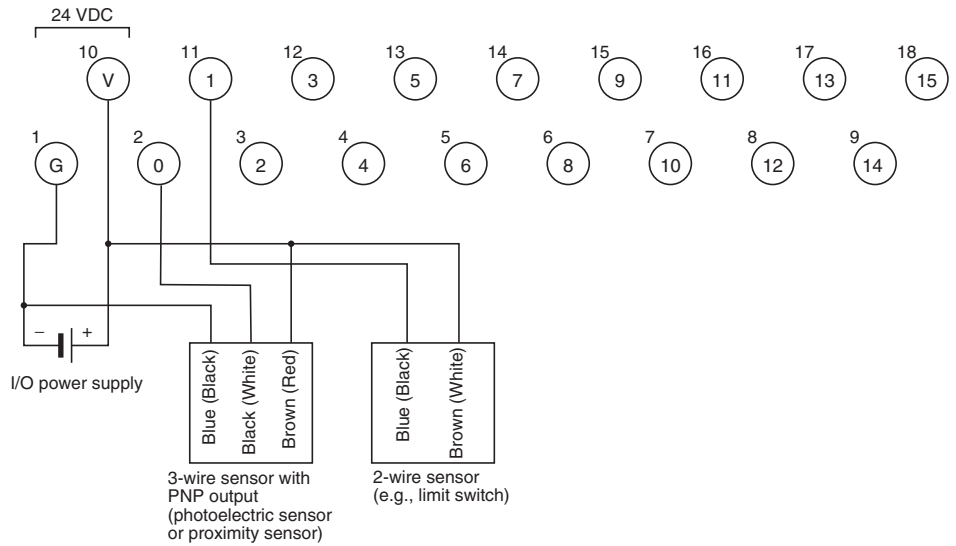 24 VDC
10 11 12 13 14 15 16 17 18
V 1 3 5 7 9 11 13 15
1 2 3 4 5 6 7 8 9
G 0 2 4 6 8 10 12 14
− +
I/O power supply
Blue (Black)
Black (White)
Brown (Red)
Blue (Black)
Brown (White)
3-wire sensor with
PNP output
(photoelectric sensor
or proximity sensor)
2-wire sensor
(e.g., limit switch)